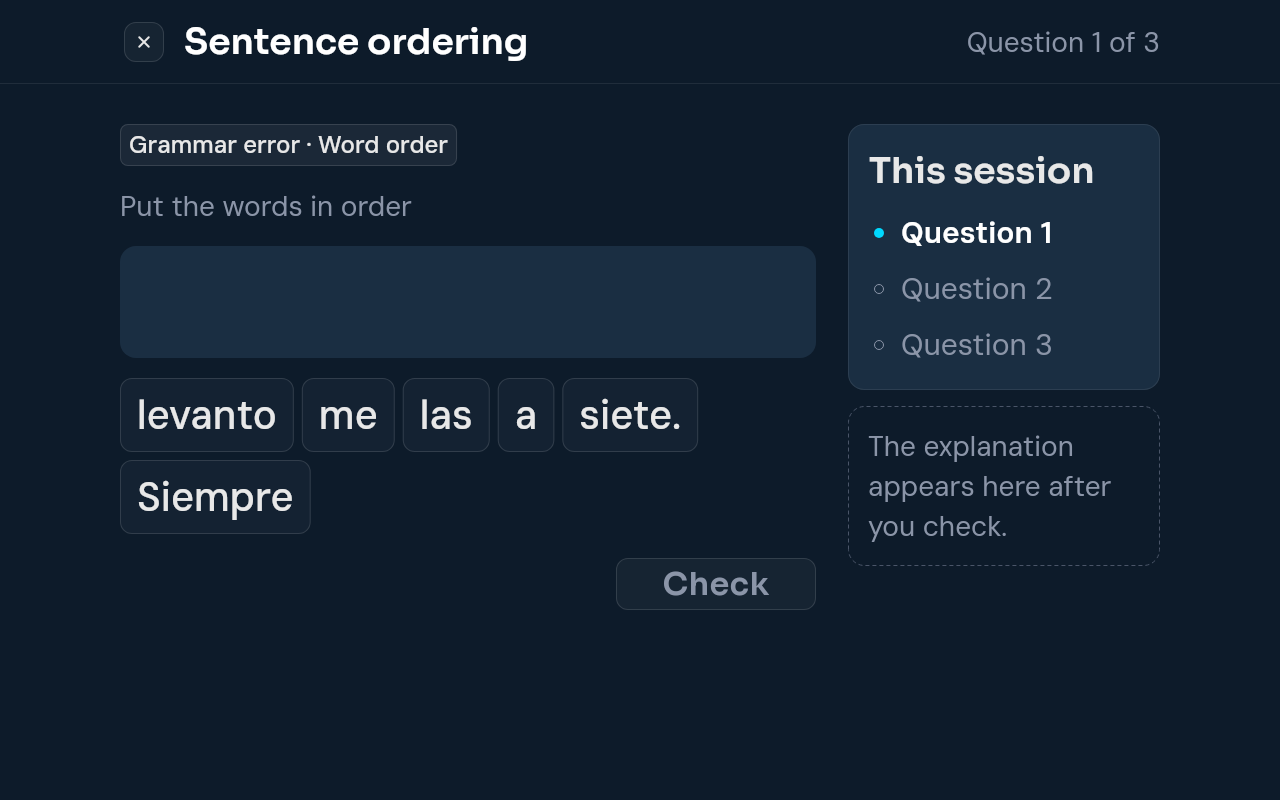 Sentence ordering
Question 1 of 3
Grammar error · Word order
Put the words in order
levanto me las a siete.
Siempre
Check
This session
Question 1
Question 2
Question 3
The explanation
appears here after
you check.